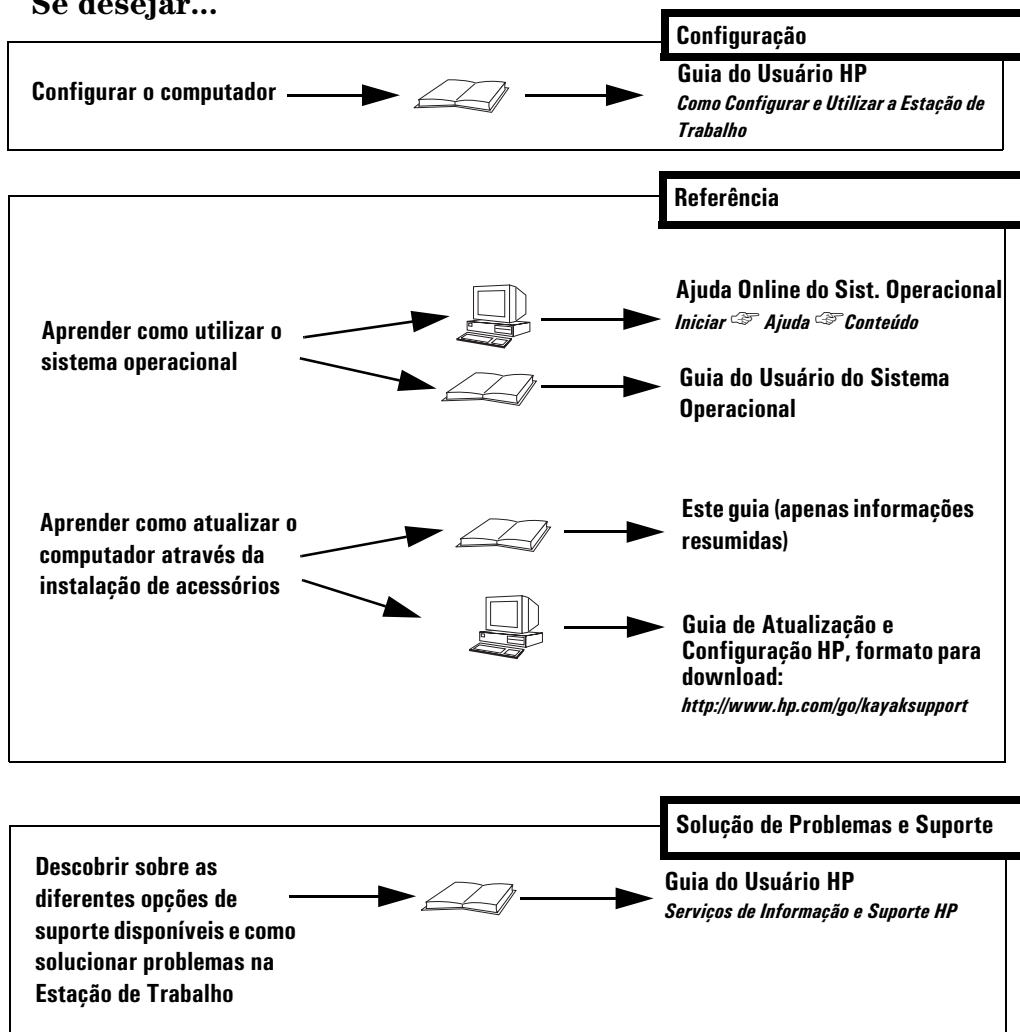 Se desejar...
Configuração
Configurar o computador
Guia do Usuário HP
Como Configurar e Utilizar a Estação de
Trabalho
Referência
Aprender como utilizar o
sistema operacional
Ajuda Online do Sist. Operacional
Iniciar ☞ Ajuda ☞ Conteúdo
Guia do Usuário do Sistema
Operacional
Aprender como atualizar o
computador através da
instalação de acessórios
Este guia (apenas informações
resumidas)
Guia de Atualização e
Configuração HP, formato para
download:
http://www.hp.com/go/kayaksupport
Solução de Problemas e Suporte
Descobrir sobre as
diferentes opções de
suporte disponíveis e como
solucionar problemas na
Estação de Trabalho
Guia do Usuário HP
Serviços de Informação e Suporte HP